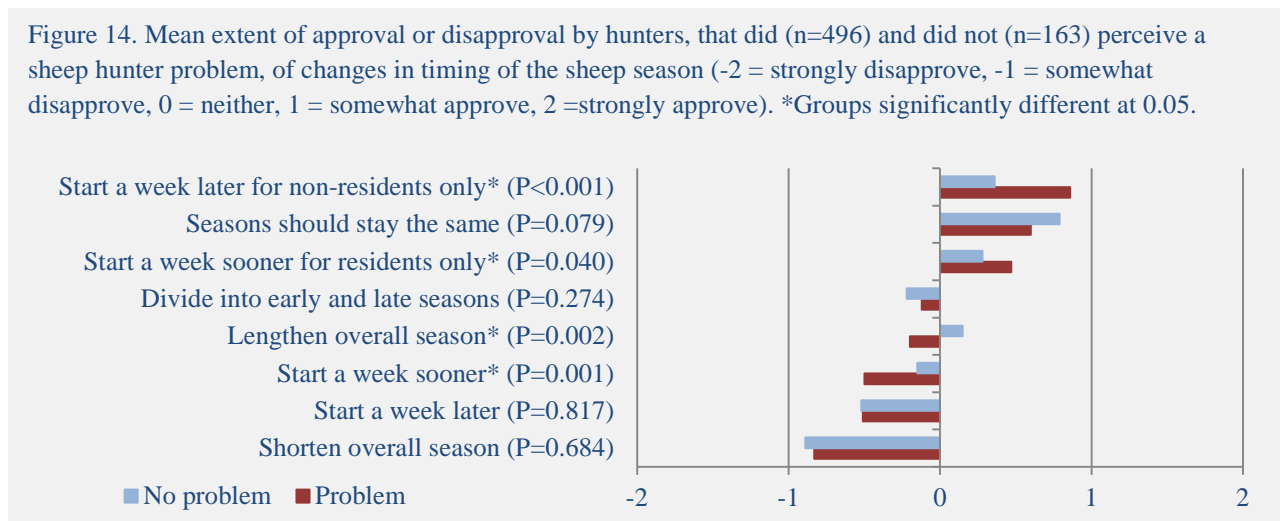 Figure 14. Mean extent of approval or disapproval by hunters, that did (n=496) and did not (n=163) perceive a
sheep hunter problem, of changes in timing of the sheep season (-2 = strongly disapprove, -1 = somewhat
disapprove, 0 = neither, 1 = somewhat approve, 2 =strongly approve). *Groups significantly different at 0.05.
Start a week later for non-residents only* (P<0.001)
Seasons should stay the same (P=0.079)
Start a week sooner for residents only* (P=0.040)
Divide into early and late seasons (P=0.274)
Lengthen overall season* (P=0.002)
Start a week sooner* (P=0.001)
Start a week later (P=0.817)
Shorten overall season (P=0.684)
No problem Problem
-2 -1 0 1 2